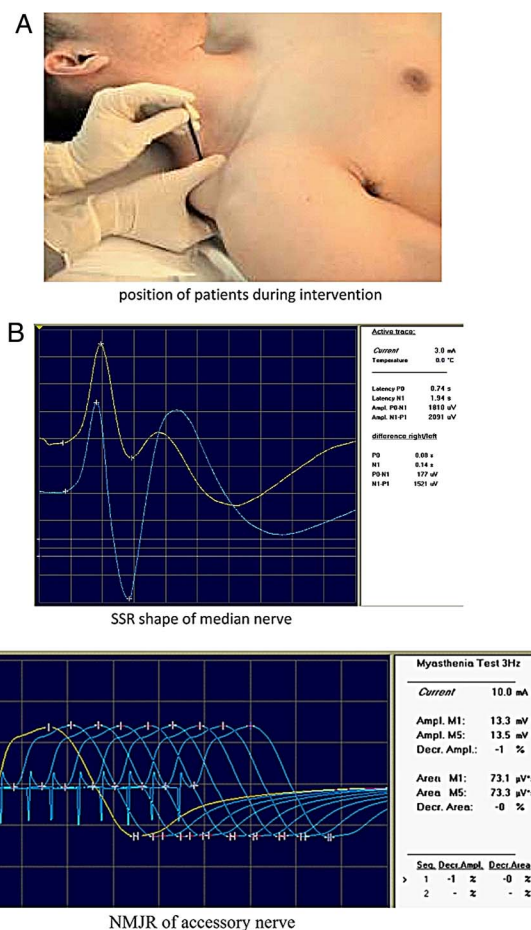 A
position of patients during intervention
B
Active trace:
Current 3.0 mA
Temperature 0.0 °C
Latency P0 0.74 s
Latency N1 1.94 s
Ampl. P0-N1 1810 uV
Ampl. N1-P1 2091 uV
difference right/left
P0 0.08 s
N1 0.14 s
P0-N1 177 uV
N1-P1 1521 uV
SSR shape of median nerve
Myasthenia Test 3Hz
Current 10.0 mA
Ampl. M1: 13.3 mV
Ampl. M5: 13.5 mV
Decr. Ampl.: -1 %
Area M1: 73.1 µV*
Area M5: 73.3 µV*
Decr. Area: -0 %
Seq. Decr.Ampl. Decr.Area
> 1 -1 % -0 %
2 - % - %
NMJR of accessory nerve